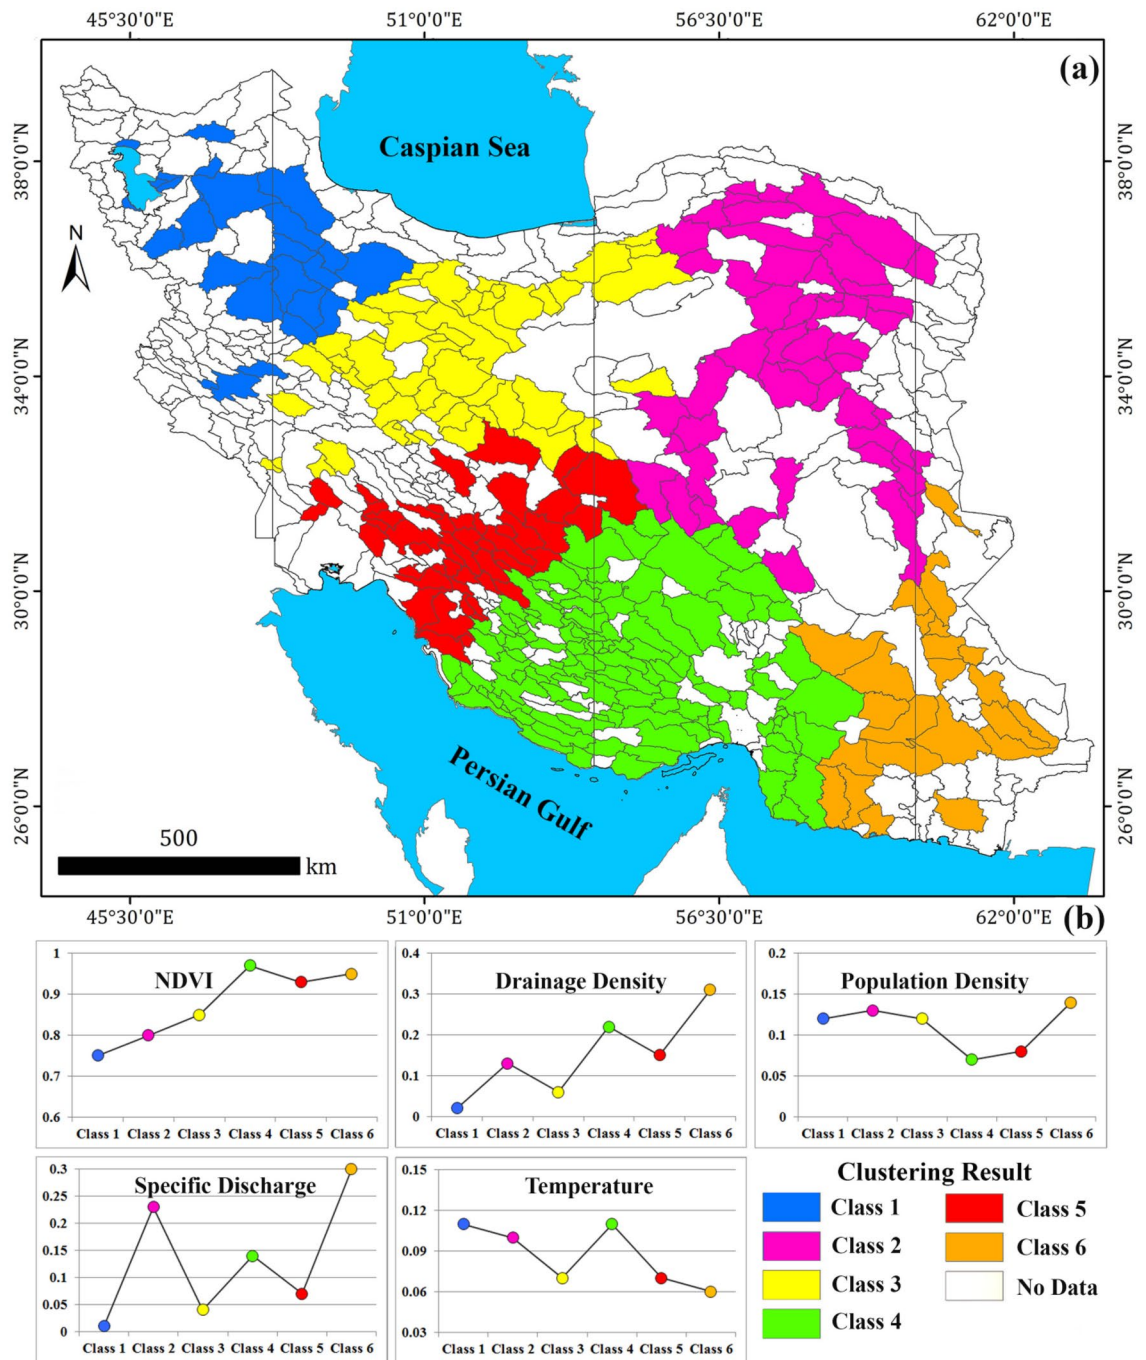 45°30'0"E 51°0'0"E 56°30'0"E 62°0'0"E
(a)
Caspian Sea
38°0'0"N 38°0'0"N
N
34°0'0"N 34°0'0"N
30°0'0"N 30°0'0"N
Persian Gulf
26°0'0"N 26°0'0"N
500
km
45°30'0"E 51°0'0"E 56°30'0"E 62°0'0"E
(b)
NDVI
1
0.9
0.8
0.7
0.6
Class 1 Class 2 Class 3 Class 4 Class 5 Class 6
Drainage Density
0.4
0.3
0.2
0.1
0
Class 1 Class 2 Class 3 Class 4 Class 5 Class 6
Population Density
0.2
0.15
0.1
0.05
0
Class 1 Class 2 Class 3 Class 4 Class 5 Class 6
Specific Discharge
0.3
0.25
0.2
0.15
0.1
0.05
0
Class 1 Class 2 Class 3 Class 4 Class 5 Class 6
Temperature
0.15
0.12
0.09
0.06
0.03
Class 1 Class 2 Class 3 Class 4 Class 5 Class 6
Clustering Result
Class 1
Class 2
Class 3
Class 4
Class 5
Class 6
No Data